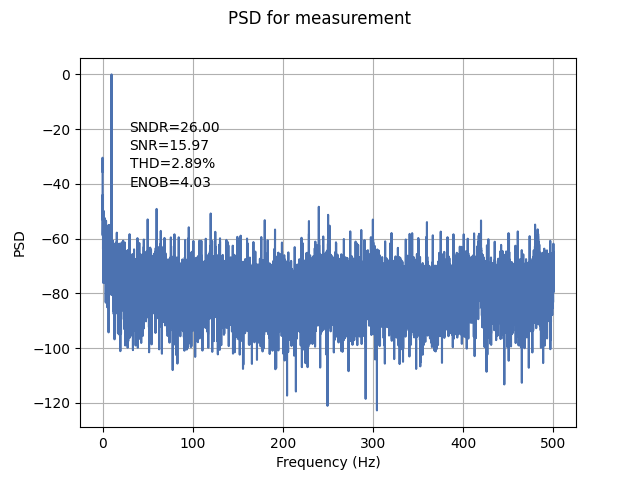 PSD for measurement
0
−20
−40
−60
−80
−100
−120
PSD
SNDR=26.00
SNR=15.97
THD=2.89%
ENOB=4.03
0 100 200 300 400 500
Frequency (Hz)